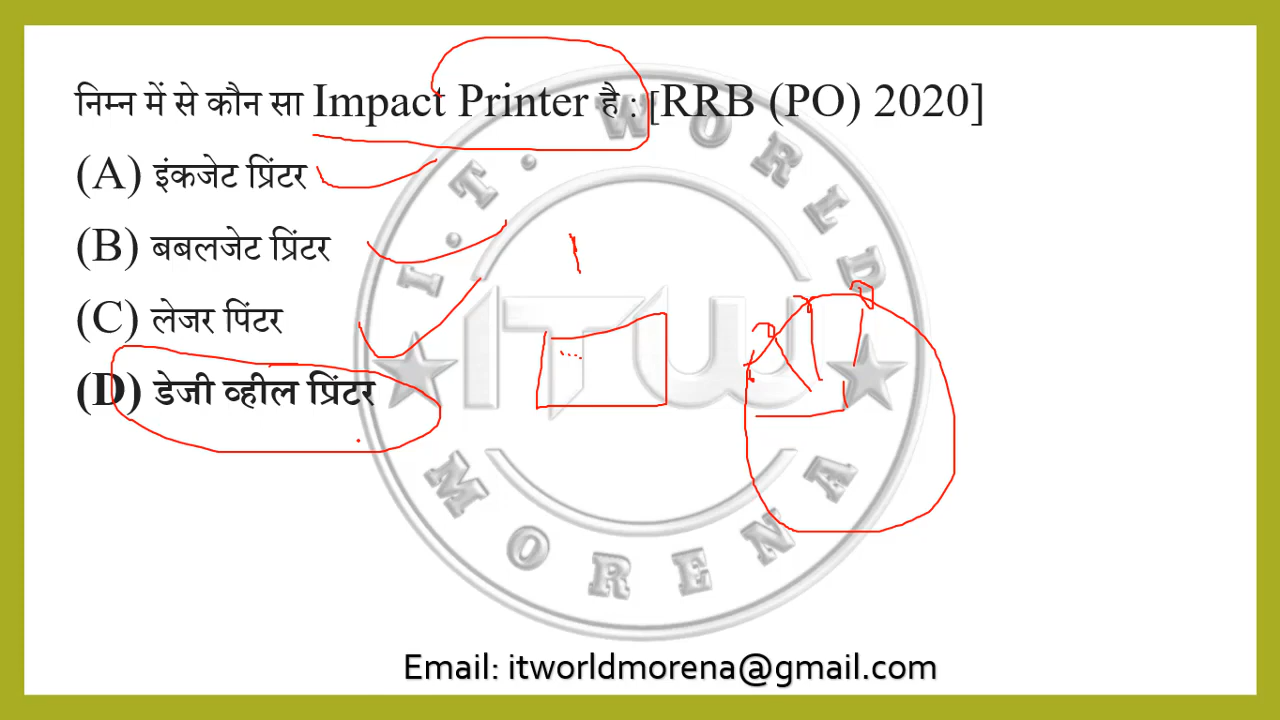 निम्न में से कौन सा Impact Printer है : [RRB (PO) 2020]
(A) इंकजेट प्रिंटर
(B) बबलजेट प्रिंटर
(C) लेजर पिंटर
(D) डेजी व्हील प्रिंटर
I.T. WORLD
ITW
MORENA
Email: itworldmorena@gmail.com